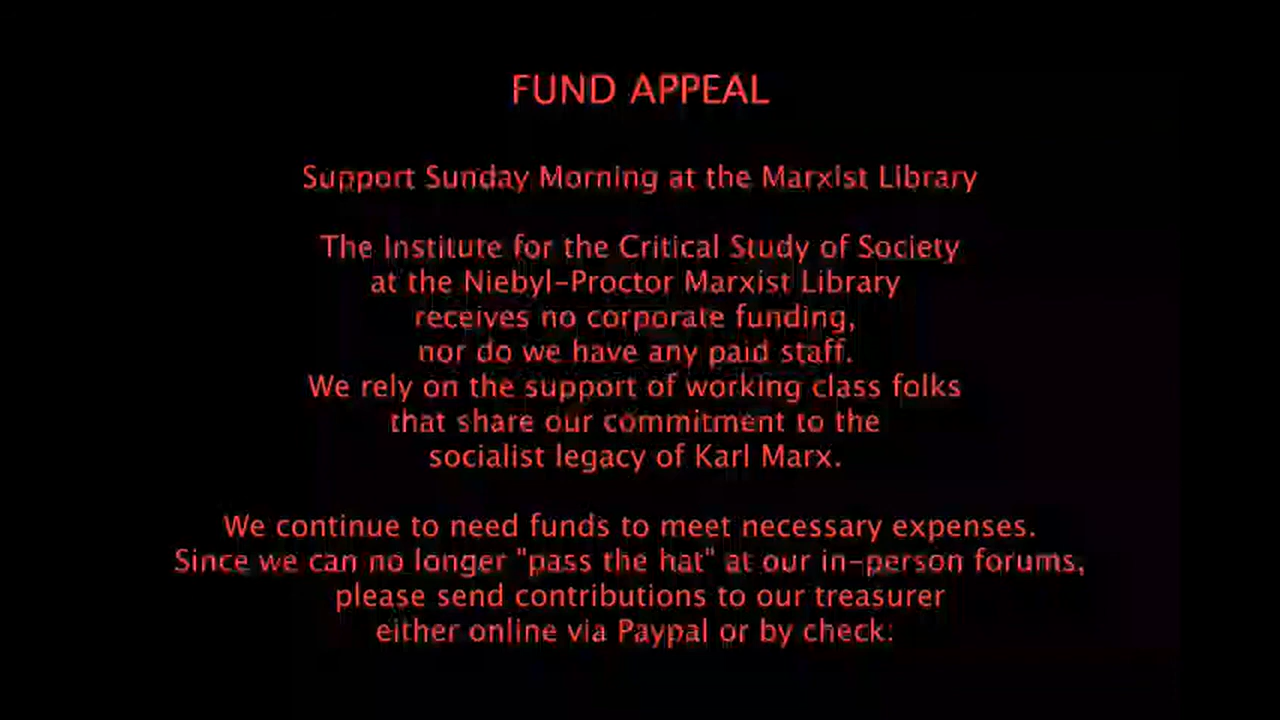 FUND APPEAL
Support Sunday Morning at the Marxist Library
The Institute for the Critical Study of Society
at the Niebyl-Proctor Marxist Library
receives no corporate funding,
nor do we have any paid staff.
We rely on the support of working class folks
that share our commitment to the
socialist legacy of Karl Marx.
We continue to need funds to meet necessary expenses.
Since we can no longer "pass the hat" at our in-person forums,
please send contributions to our treasurer
either online via Paypal or by check: